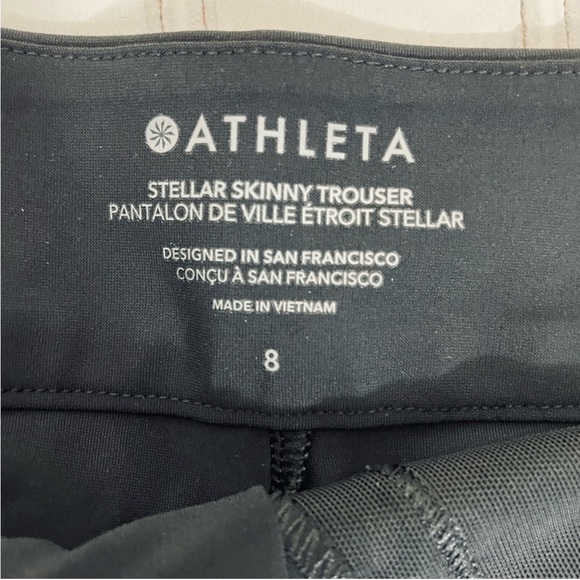 ATHLETA
STELLAR SKINNY TROUSER
PANTALON DE VILLE ÉTROIT STELLAR
DESIGNED IN SAN FRANCISCO
CONÇU À SAN FRANCISCO
MADE IN VIETNAM
8